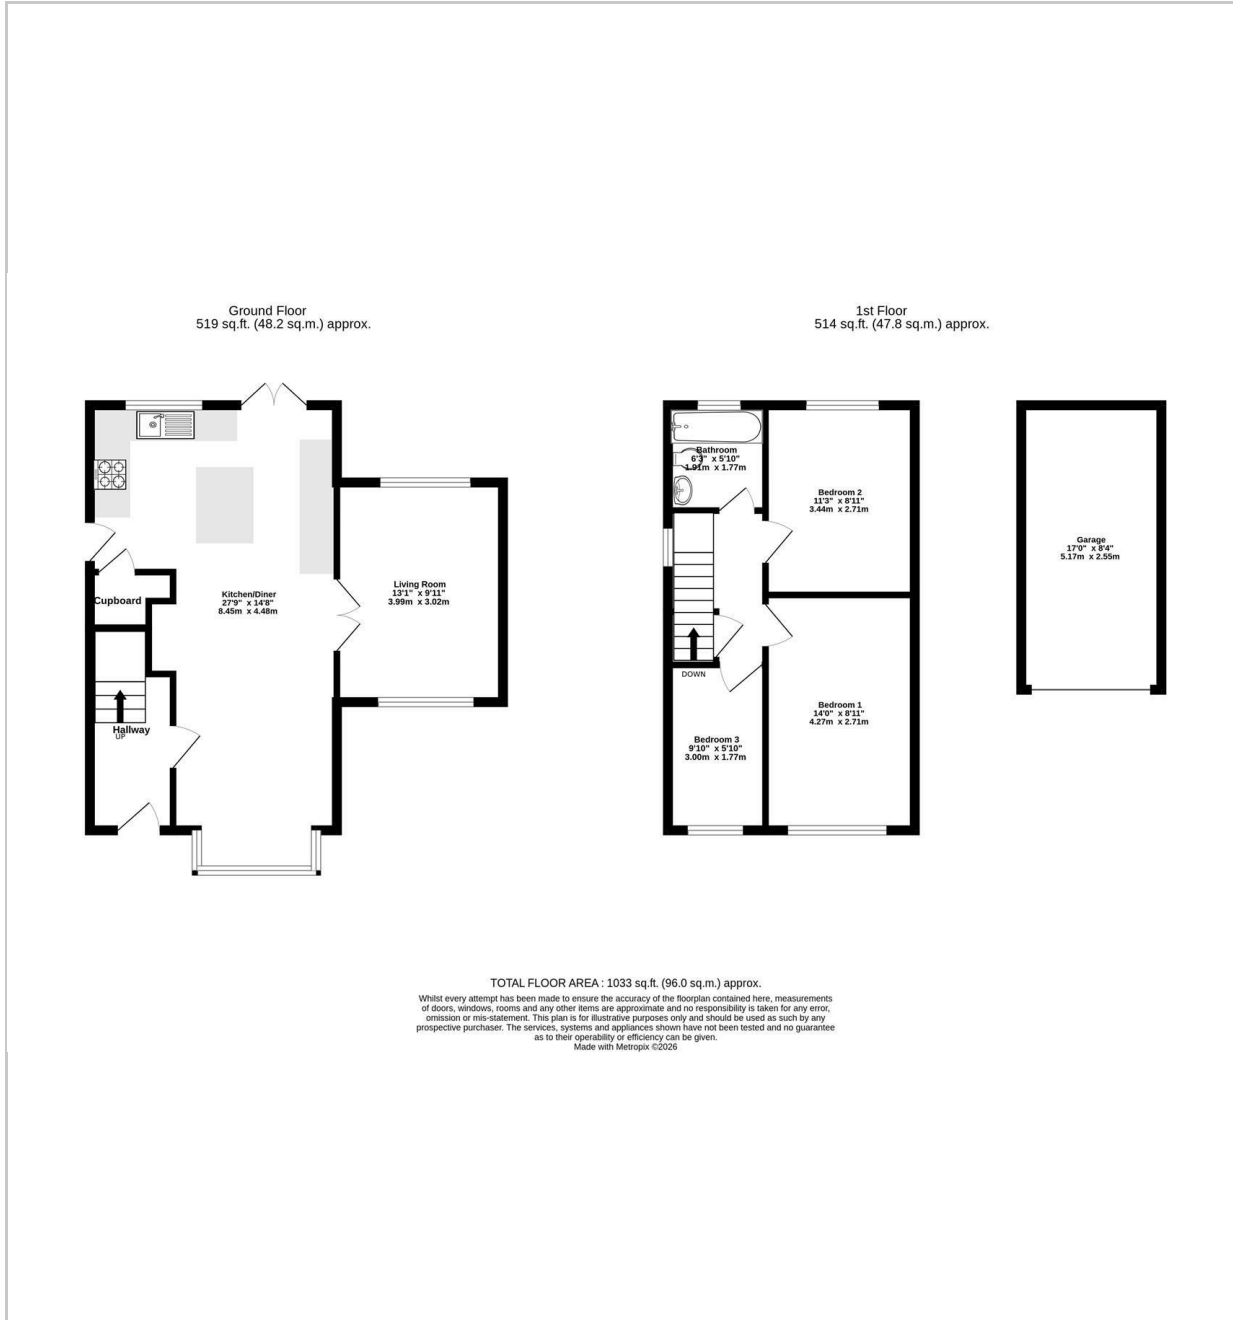 Ground Floor
519 sq.ft. (48.2 sq.m.) approx.
1st Floor
514 sq.ft. (47.8 sq.m.) approx.
Kitchen/Diner
27'9" x 14'8"
8.45m x 4.48m
Living Room
13'1" x 9'11"
3.99m x 3.02m
Cupboard
Hallway
UP
Bathroom
6'3" x 5'10"
1.91m x 1.77m
Bedroom 2
11'3" x 8'11"
3.44m x 2.71m
DOWN
Bedroom 1
14'0" x 8'11"
4.27m x 2.71m
Bedroom 3
9'10" x 5'10"
3.00m x 1.77m
Garage
17'0" x 8'4"
5.17m x 2.55m
TOTAL FLOOR AREA : 1033 sq.ft. (96.0 sq.m.) approx.
Whilst every attempt has been made to ensure the accuracy of the floorplan contained here, measurements
of doors, windows, rooms and any other items are approximate and no responsibility is taken for any error,
omission or mis-statement. This plan is for illustrative purposes only and should be used as such by any
prospective purchaser. The services, systems and appliances shown have not been tested and no guarantee
as to their operability or efficiency can be given.
Made with Metropix ©2026